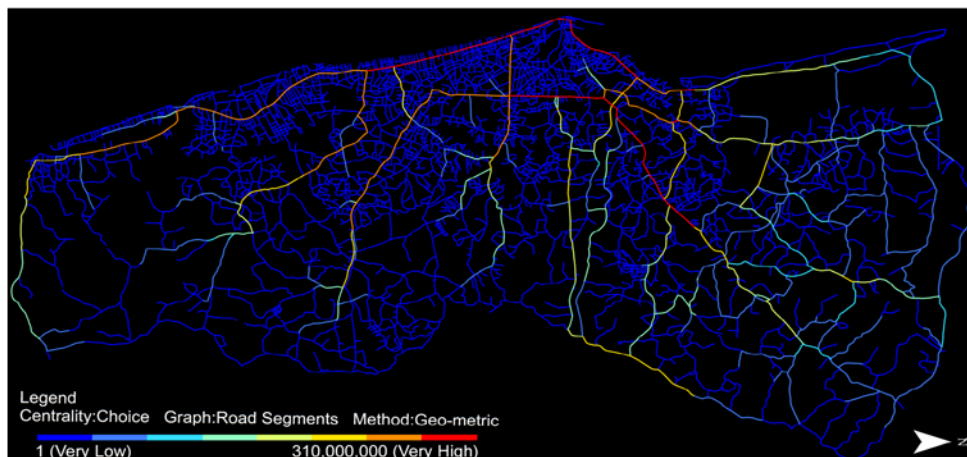 Legend
Centrality:Choice Graph:Road Segments Method:Geo-metric
1 (Very Low) 310.000.000 (Very High)
N